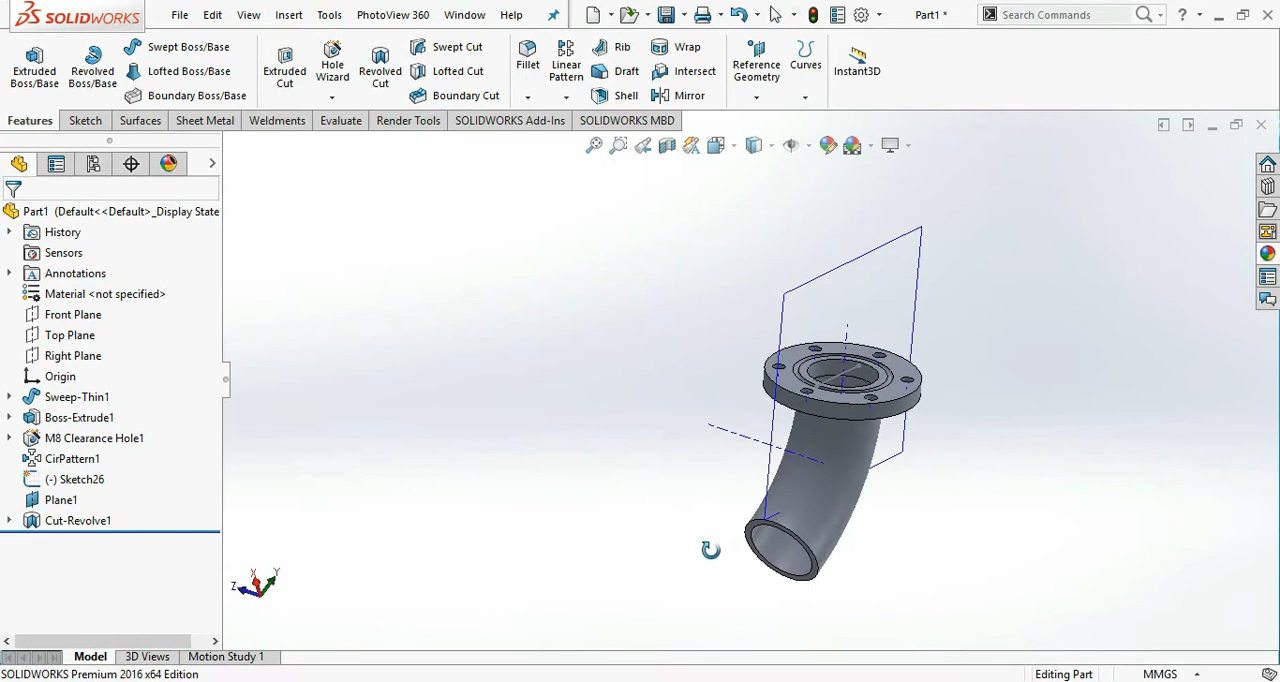 SOLIDWORKS
File Edit View Insert Tools PhotoView 360 Window Help
Part1 *
Search Commands
Extruded Boss/Base
Revolved Boss/Base
Swept Boss/Base
Lofted Boss/Base
Boundary Boss/Base
Extruded Cut
Hole Wizard
Revolved Cut
Swept Cut
Lofted Cut
Boundary Cut
Fillet
Linear Pattern
Rib
Draft
Shell
Wrap
Intersect
Mirror
Reference Geometry
Curves
Instant3D
Features Sketch Surfaces Sheet Metal Weldments Evaluate Render Tools SOLIDWORKS Add-Ins SOLIDWORKS MBD
Part1 (Default<<Default>_Display State
History
Sensors
Annotations
Material <not specified>
Front Plane
Top Plane
Right Plane
Origin
Sweep-Thin1
Boss-Extrude1
M8 Clearance Hole1
CirPattern1
(-) Sketch26
Plane1
Cut-Revolve1
X
Y
Z
Model 3D Views Motion Study 1
SOLIDWORKS Premium 2016 x64 Edition
Editing Part
MMGS